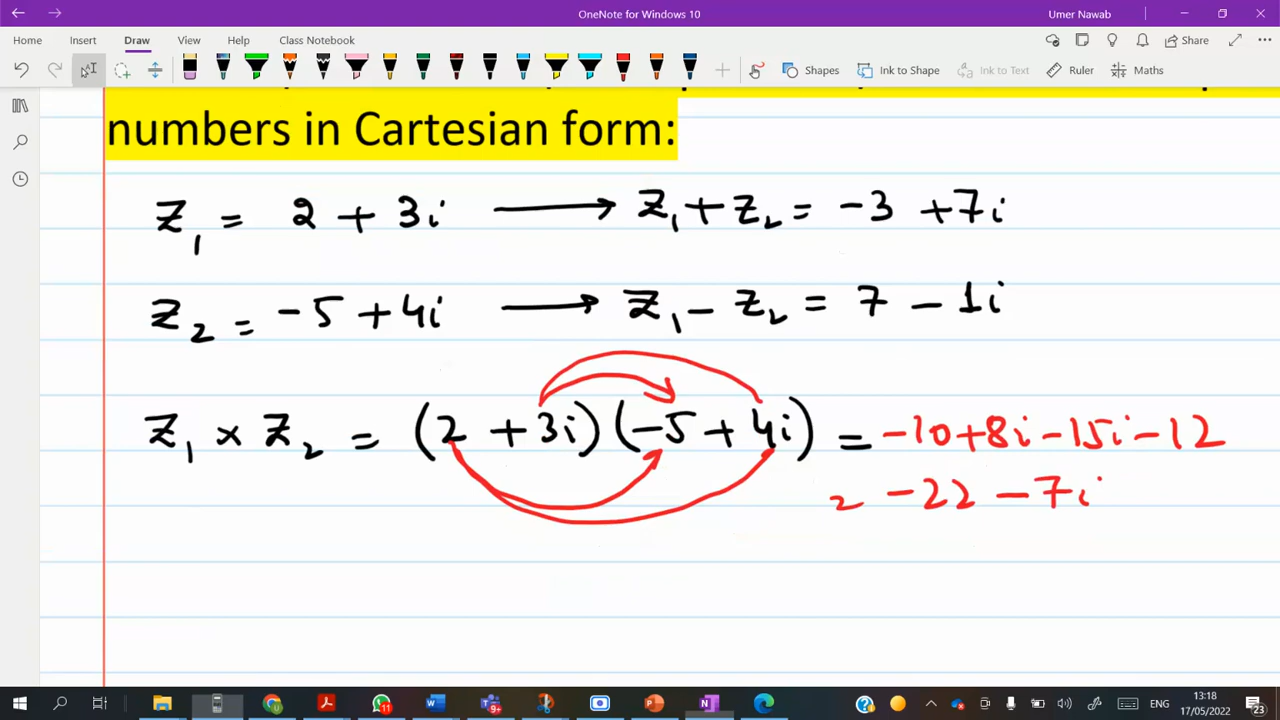 OneNote for Windows 10
Umer Nawab
Home Insert Draw View Help Class Notebook
Share
Shapes Ink to Shape Ink to Text Ruler Maths
numbers in Cartesian form:
Z₁ = 2 + 3i ⟶ Z₁ + Z₂ = -3 + 7i
Z₂ = -5 + 4i ⟶ Z₁ - Z₂ = 7 - 1i
Z₁ × Z₂ = (2 + 3i)(-5 + 4i) = -10 + 8i - 15i - 12
= -22 - 7i
11
9+
ENG
13:18
17/05/2022
23